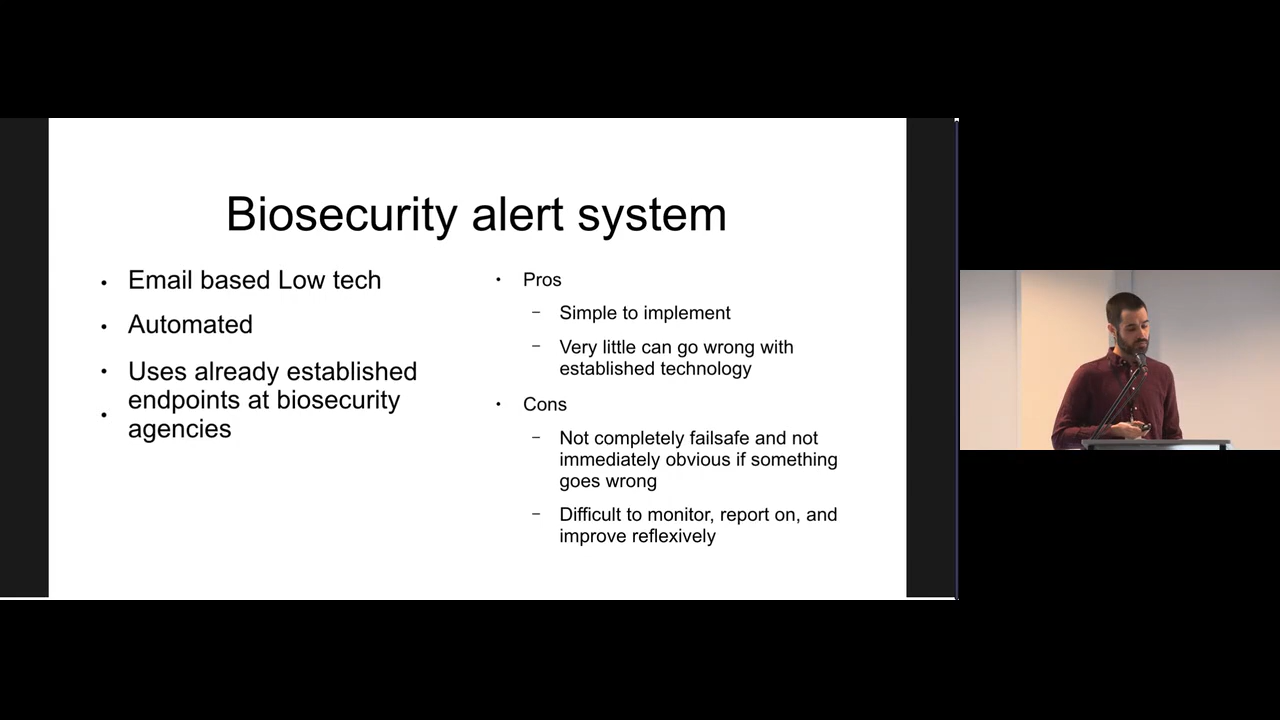 Biosecurity alert system
• Email based Low tech
• Automated
• Uses already established
endpoints at biosecurity
• agencies
• Pros
– Simple to implement
– Very little can go wrong with
established technology
• Cons
– Not completely failsafe and not
immediately obvious if something
goes wrong
– Difficult to monitor, report on, and
improve reflexively